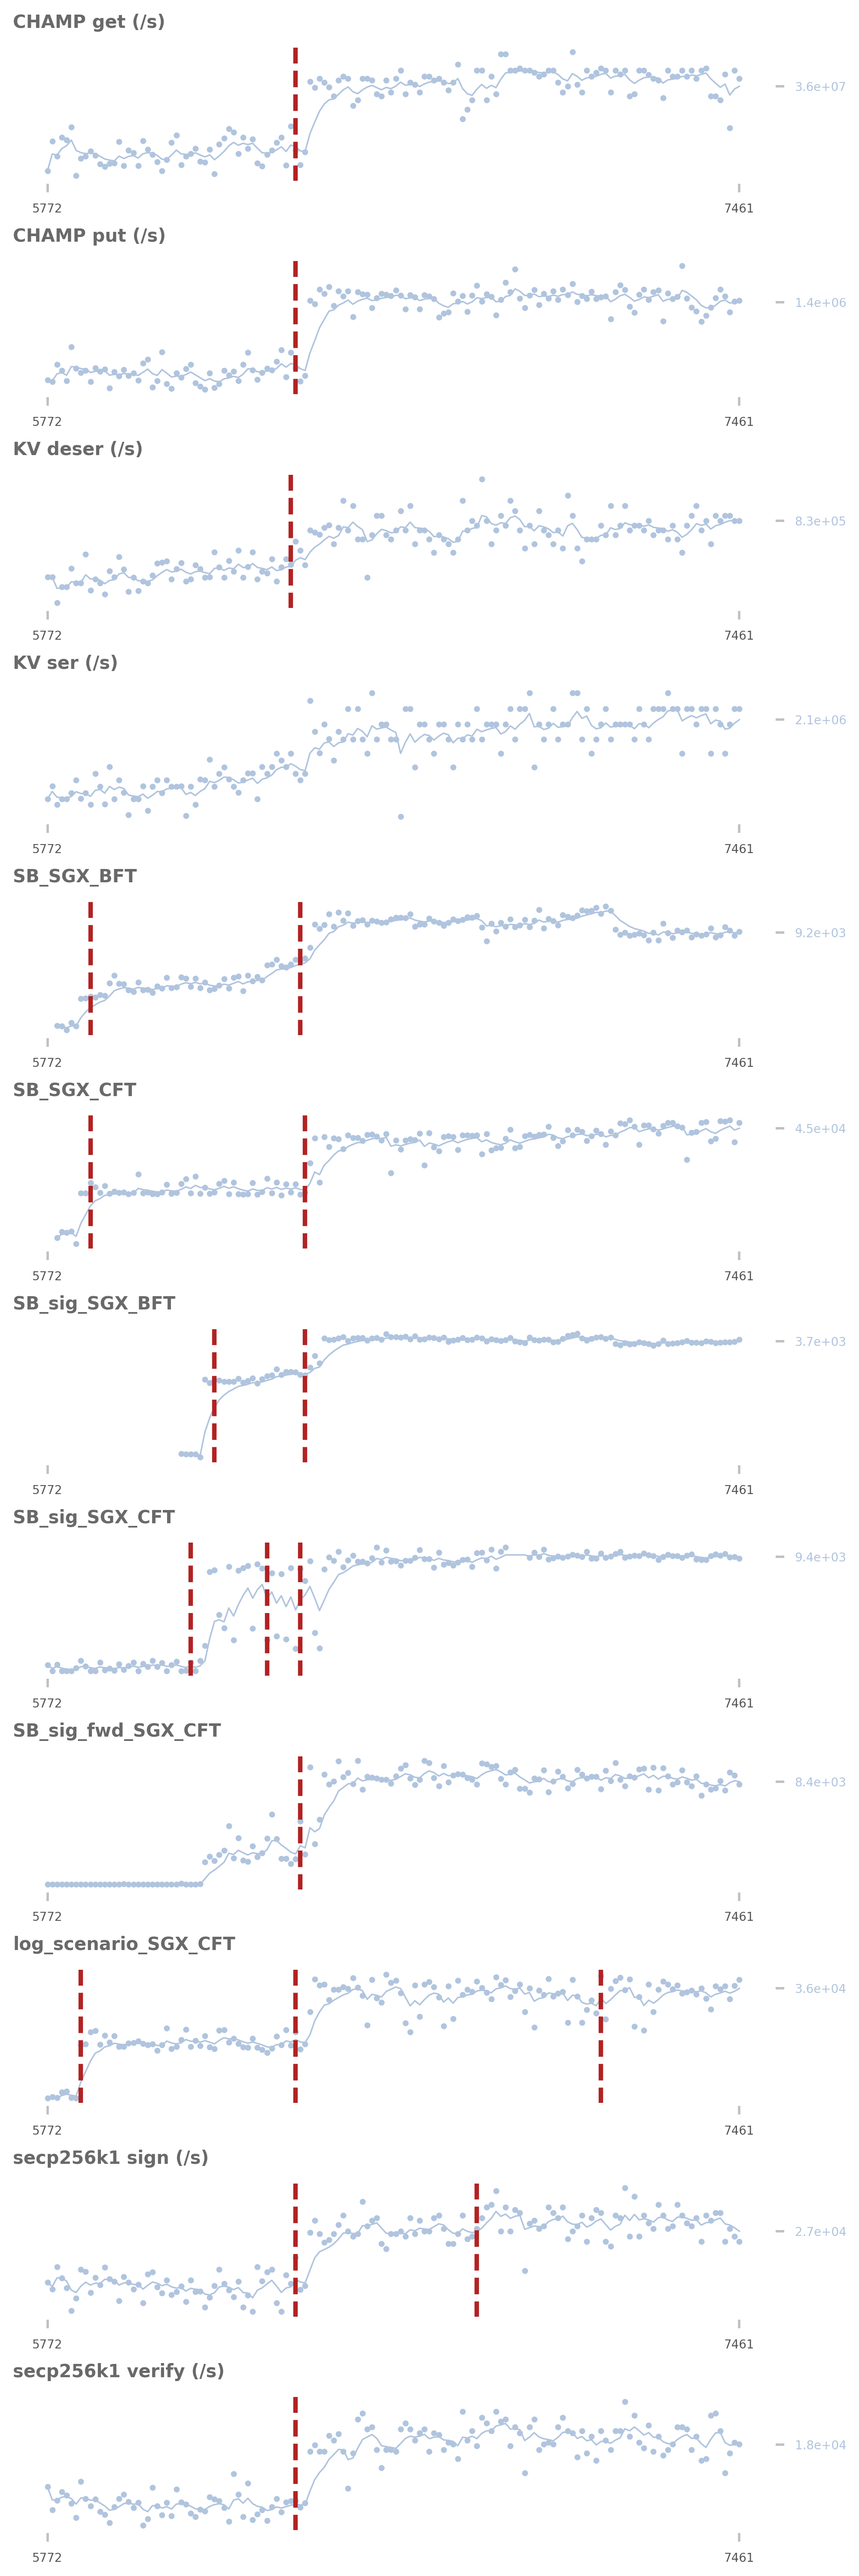 CHAMP get (/s)
3.6e+07
5772 7461
CHAMP put (/s)
1.4e+06
5772 7461
KV deser (/s)
8.3e+05
5772 7461
KV ser (/s)
2.1e+06
5772 7461
SB_SGX_BFT
9.2e+03
5772 7461
SB_SGX_CFT
4.5e+04
5772 7461
SB_sig_SGX_BFT
3.7e+03
5772 7461
SB_sig_SGX_CFT
9.4e+03
5772 7461
SB_sig_fwd_SGX_CFT
8.4e+03
5772 7461
log_scenario_SGX_CFT
3.6e+04
5772 7461
secp256k1 sign (/s)
2.7e+04
5772 7461
secp256k1 verify (/s)
1.8e+04
5772 7461